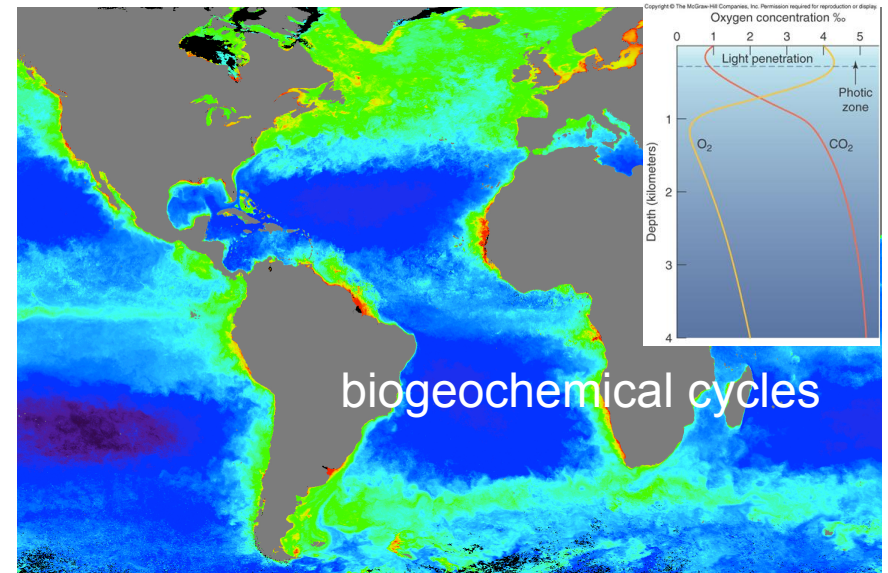 Copyright © The McGraw-Hill Companies, Inc. Permission required for reproduction or display.
Oxygen concentration ‰
0 1 2 3 4 5
Light penetration
Photic
zone
1
O₂ CO₂
2
Depth (kilometers)
3
4
biogeochemical cycles